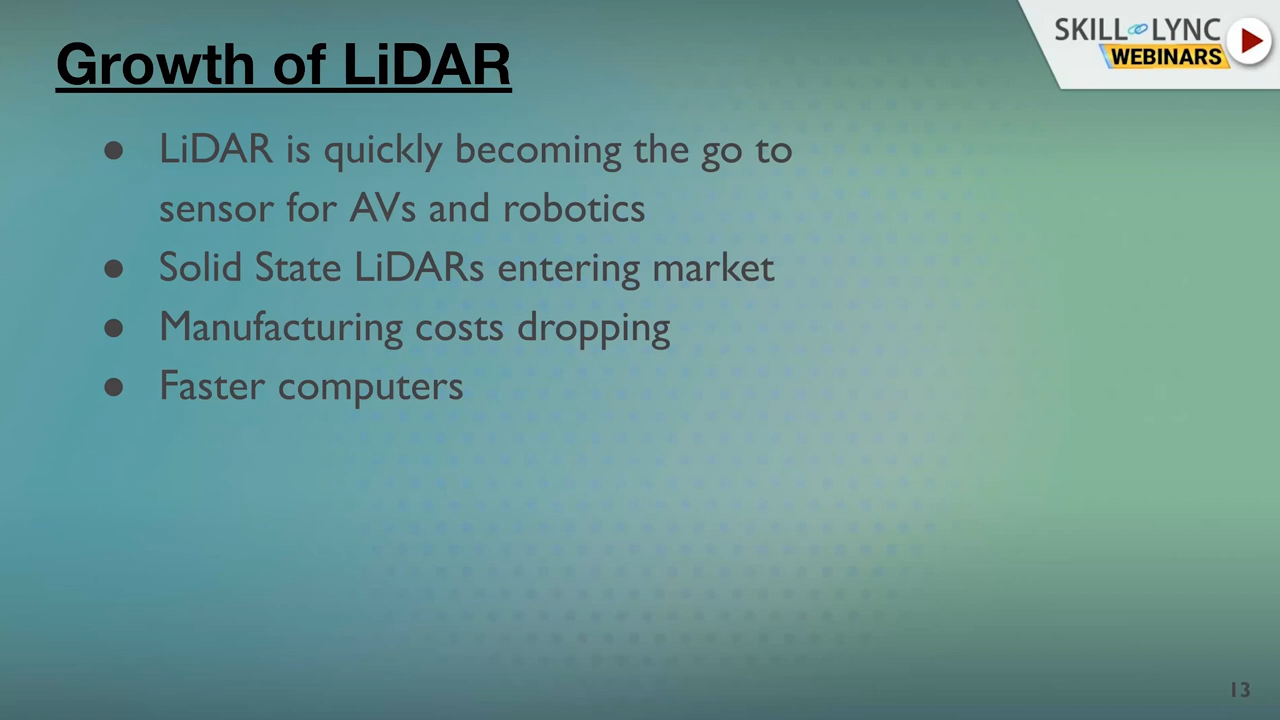 Growth of LiDAR
SKILL LYNC
WEBINARS
● LiDAR is quickly becoming the go to
sensor for AVs and robotics
● Solid State LiDARs entering market
● Manufacturing costs dropping
● Faster computers
13